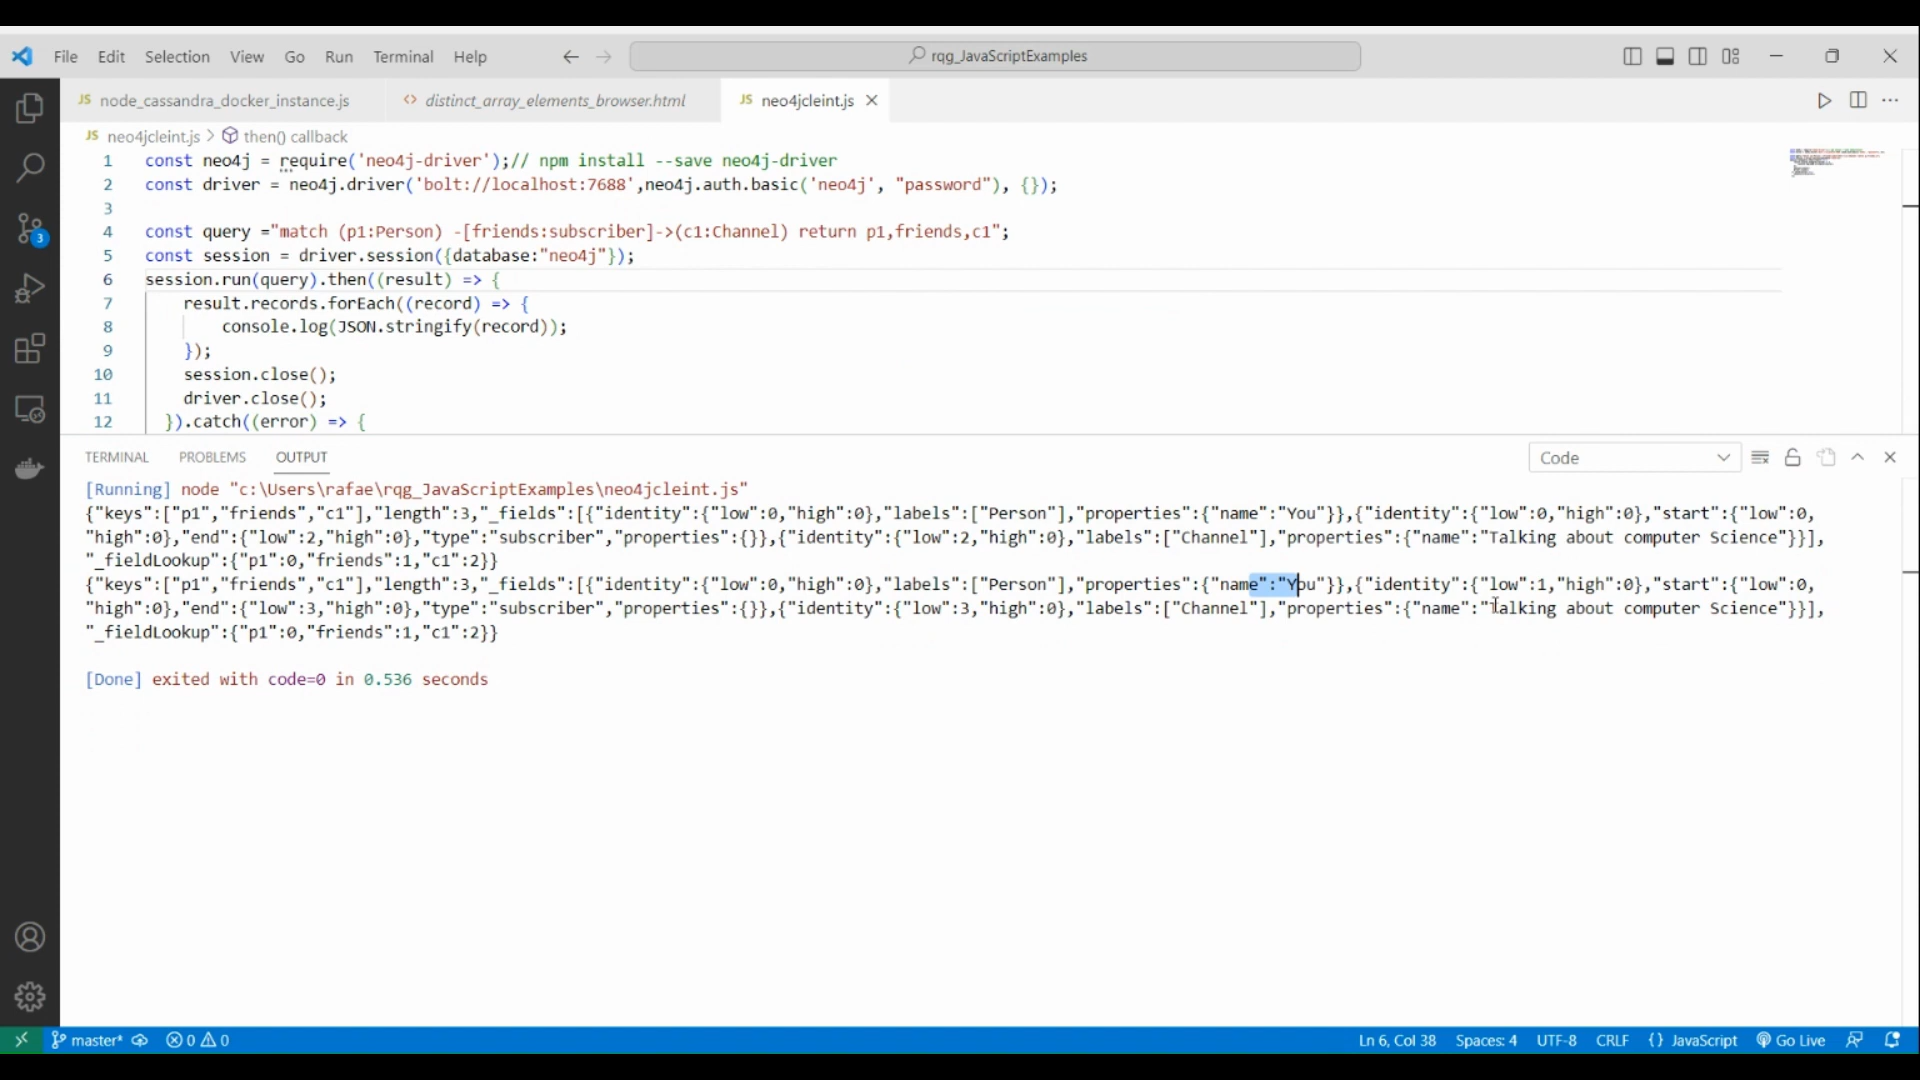 File Edit Selection View Go Run Terminal Help rqg_JavaScriptExamples
JS node_cassandra_docker_instance.js <> distinct_array_elements_browser.html JS neo4jcleint.js
JS neo4jcleint.js > then() callback
1 const neo4j = require('neo4j-driver');// npm install --save neo4j-driver
2 const driver = neo4j.driver('bolt://localhost:7688',neo4j.auth.basic('neo4j', "password"), {});
3
4 const query ="match (p1:Person) -[friends:subscriber]->(c1:Channel) return p1,friends,c1";
5 const session = driver.session({database:"neo4j"});
6 session.run(query).then((result) => {
7 result.records.forEach((record) => {
8 console.log(JSON.stringify(record));
9 });
10 session.close();
11 driver.close();
12 }).catch((error) => {
TERMINAL PROBLEMS OUTPUT Code
[Running] node "c:\Users\rafae\rqg_JavaScriptExamples\neo4jcleint.js"
{"keys":["p1","friends","c1"],"length":3,"_fields":[{"identity":{"low":0,"high":0},"labels":["Person"],"properties":{"name":"You"}},{"identity":{"low":0,"high":0},"start":{"low":0,
"high":0},"end":{"low":2,"high":0},"type":"subscriber","properties":{}},{"identity":{"low":2,"high":0},"labels":["Channel"],"properties":{"name":"Talking about computer Science"}}],
"_fieldLookup":{"p1":0,"friends":1,"c1":2}}
{"keys":["p1","friends","c1"],"length":3,"_fields":[{"identity":{"low":0,"high":0},"labels":["Person"],"properties":{"name":"You"}},{"identity":{"low":1,"high":0},"start":{"low":0,
"high":0},"end":{"low":3,"high":0},"type":"subscriber","properties":{}},{"identity":{"low":3,"high":0},"labels":["Channel"],"properties":{"name":"Talking about computer Science"}}],
"_fieldLookup":{"p1":0,"friends":1,"c1":2}}
[Done] exited with code=0 in 0.536 seconds
3
master* 0 0 Ln 6, Col 38 Spaces: 4 UTF-8 CRLF {} JavaScript Go Live